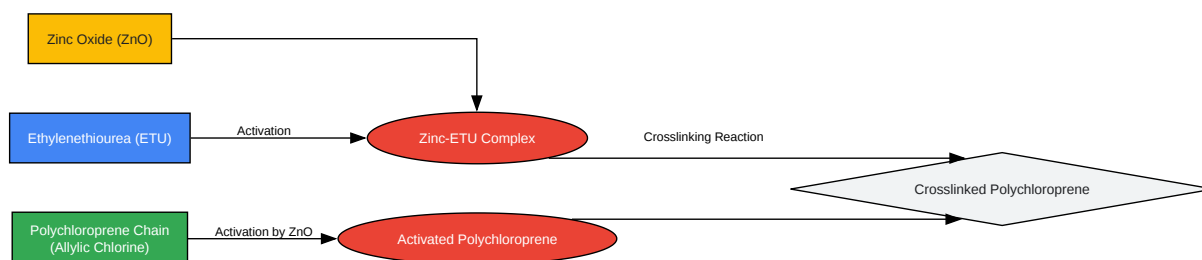 Zinc Oxide (ZnO)
Ethylenethiourea (ETU)
Activation
Zinc-ETU Complex
Crosslinking Reaction
Crosslinked Polychloroprene
Polychloroprene Chain
(Allylic Chlorine)
Activation by ZnO
Activated Polychloroprene